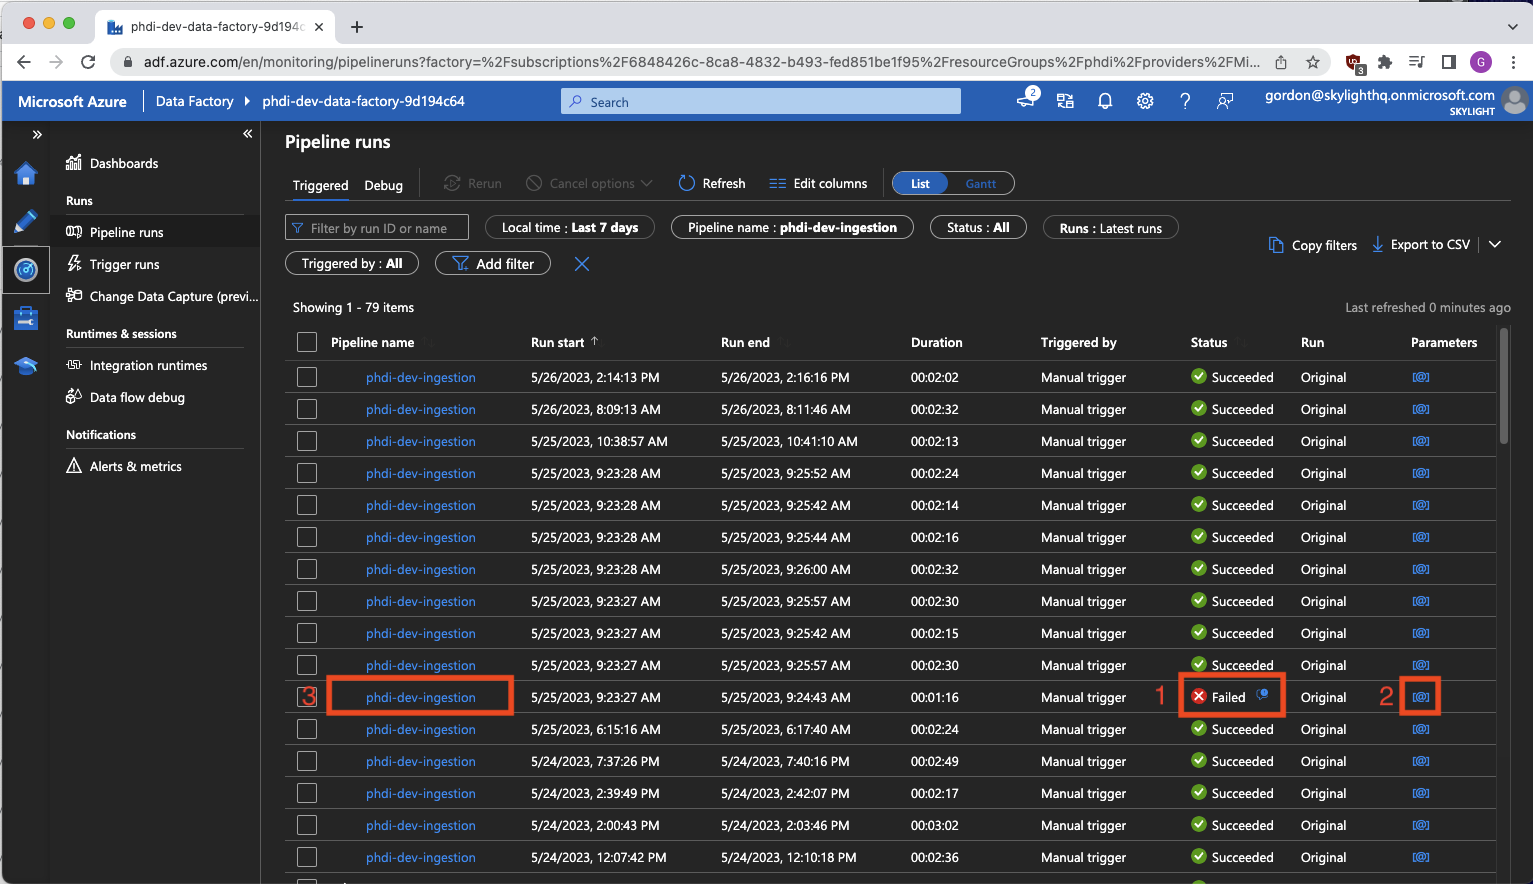 phdi-dev-data-factory-9d194c
adf.azure.com/en/monitoring/pipelineruns?factory=%2Fsubscriptions%2F6848426c-8ca8-4832-b493-fed851be1f95%2FresourceGroups%2Fphdi%2Fproviders%2FMi...
3
G
Microsoft Azure
Data Factory
phdi-dev-data-factory-9d194c64
Search
2
gordon@skylighthq.onmicrosoft.com
SKYLIGHT
Dashboards
Runs
Pipeline runs
Trigger runs
Change Data Capture (previ...
Runtimes & sessions
Integration runtimes
Data flow debug
Notifications
Alerts & metrics
Pipeline runs
Triggered Debug Rerun Cancel options Refresh Edit columns List Gantt
Filter by run ID or name Local time : Last 7 days Pipeline name : phdi-dev-ingestion Status : All Runs : Latest runs
Copy filters Export to CSV
Triggered by : All Add filter
Showing 1 - 79 items
Last refreshed 0 minutes ago
Pipeline name Run start Run end Duration Triggered by Status Run Parameters
phdi-dev-ingestion 5/26/2023, 2:14:13 PM 5/26/2023, 2:16:16 PM 00:02:02 Manual trigger Succeeded Original [@]
phdi-dev-ingestion 5/26/2023, 8:09:13 AM 5/26/2023, 8:11:46 AM 00:02:32 Manual trigger Succeeded Original [@]
phdi-dev-ingestion 5/25/2023, 10:38:57 AM 5/25/2023, 10:41:10 AM 00:02:13 Manual trigger Succeeded Original [@]
phdi-dev-ingestion 5/25/2023, 9:23:28 AM 5/25/2023, 9:25:52 AM 00:02:24 Manual trigger Succeeded Original [@]
phdi-dev-ingestion 5/25/2023, 9:23:28 AM 5/25/2023, 9:25:42 AM 00:02:14 Manual trigger Succeeded Original [@]
phdi-dev-ingestion 5/25/2023, 9:23:28 AM 5/25/2023, 9:25:44 AM 00:02:16 Manual trigger Succeeded Original [@]
phdi-dev-ingestion 5/25/2023, 9:23:28 AM 5/25/2023, 9:26:00 AM 00:02:32 Manual trigger Succeeded Original [@]
phdi-dev-ingestion 5/25/2023, 9:23:27 AM 5/25/2023, 9:25:57 AM 00:02:30 Manual trigger Succeeded Original [@]
phdi-dev-ingestion 5/25/2023, 9:23:27 AM 5/25/2023, 9:25:42 AM 00:02:15 Manual trigger Succeeded Original [@]
phdi-dev-ingestion 5/25/2023, 9:23:27 AM 5/25/2023, 9:25:57 AM 00:02:30 Manual trigger Succeeded Original [@]
3 phdi-dev-ingestion 5/25/2023, 9:23:27 AM 5/25/2023, 9:24:43 AM 00:01:16 Manual trigger 1 Failed Original 2 [@]
phdi-dev-ingestion 5/25/2023, 6:15:16 AM 5/25/2023, 6:17:40 AM 00:02:24 Manual trigger Succeeded Original [@]
phdi-dev-ingestion 5/24/2023, 7:37:26 PM 5/24/2023, 7:40:16 PM 00:02:49 Manual trigger Succeeded Original [@]
phdi-dev-ingestion 5/24/2023, 2:39:49 PM 5/24/2023, 2:42:07 PM 00:02:17 Manual trigger Succeeded Original [@]
phdi-dev-ingestion 5/24/2023, 2:00:43 PM 5/24/2023, 2:03:46 PM 00:03:02 Manual trigger Succeeded Original [@]
phdi-dev-ingestion 5/24/2023, 12:07:42 PM 5/24/2023, 12:10:18 PM 00:02:36 Manual trigger Succeeded Original [@]